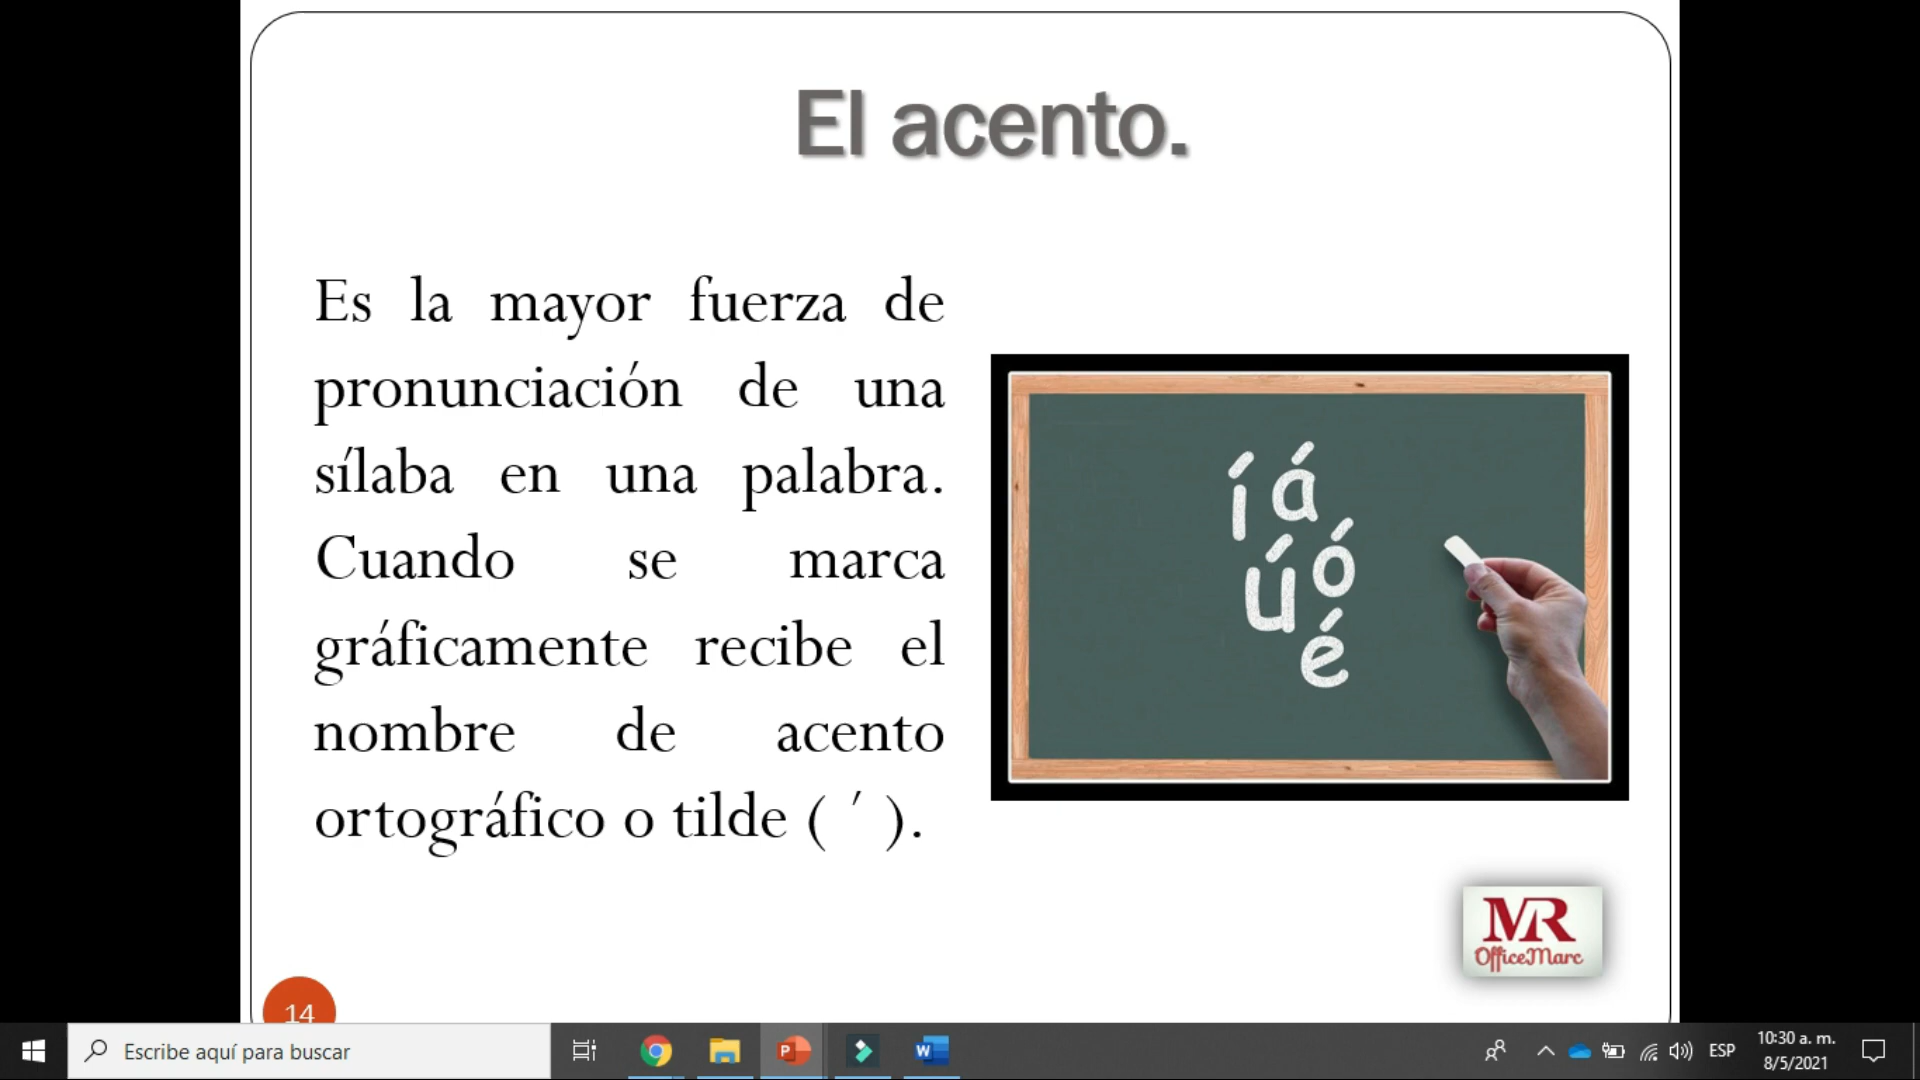 El acento.
Es la mayor fuerza de
pronunciación de una
sílaba en una palabra.
Cuando se marca
gráficamente recibe el
nombre de acento
ortográfico o tilde ( ´ ).
í á
ú ó
é
MR
OfficeMarc
14
Escribe aquí para buscar
ESP
10:30 a. m.
8/5/2021